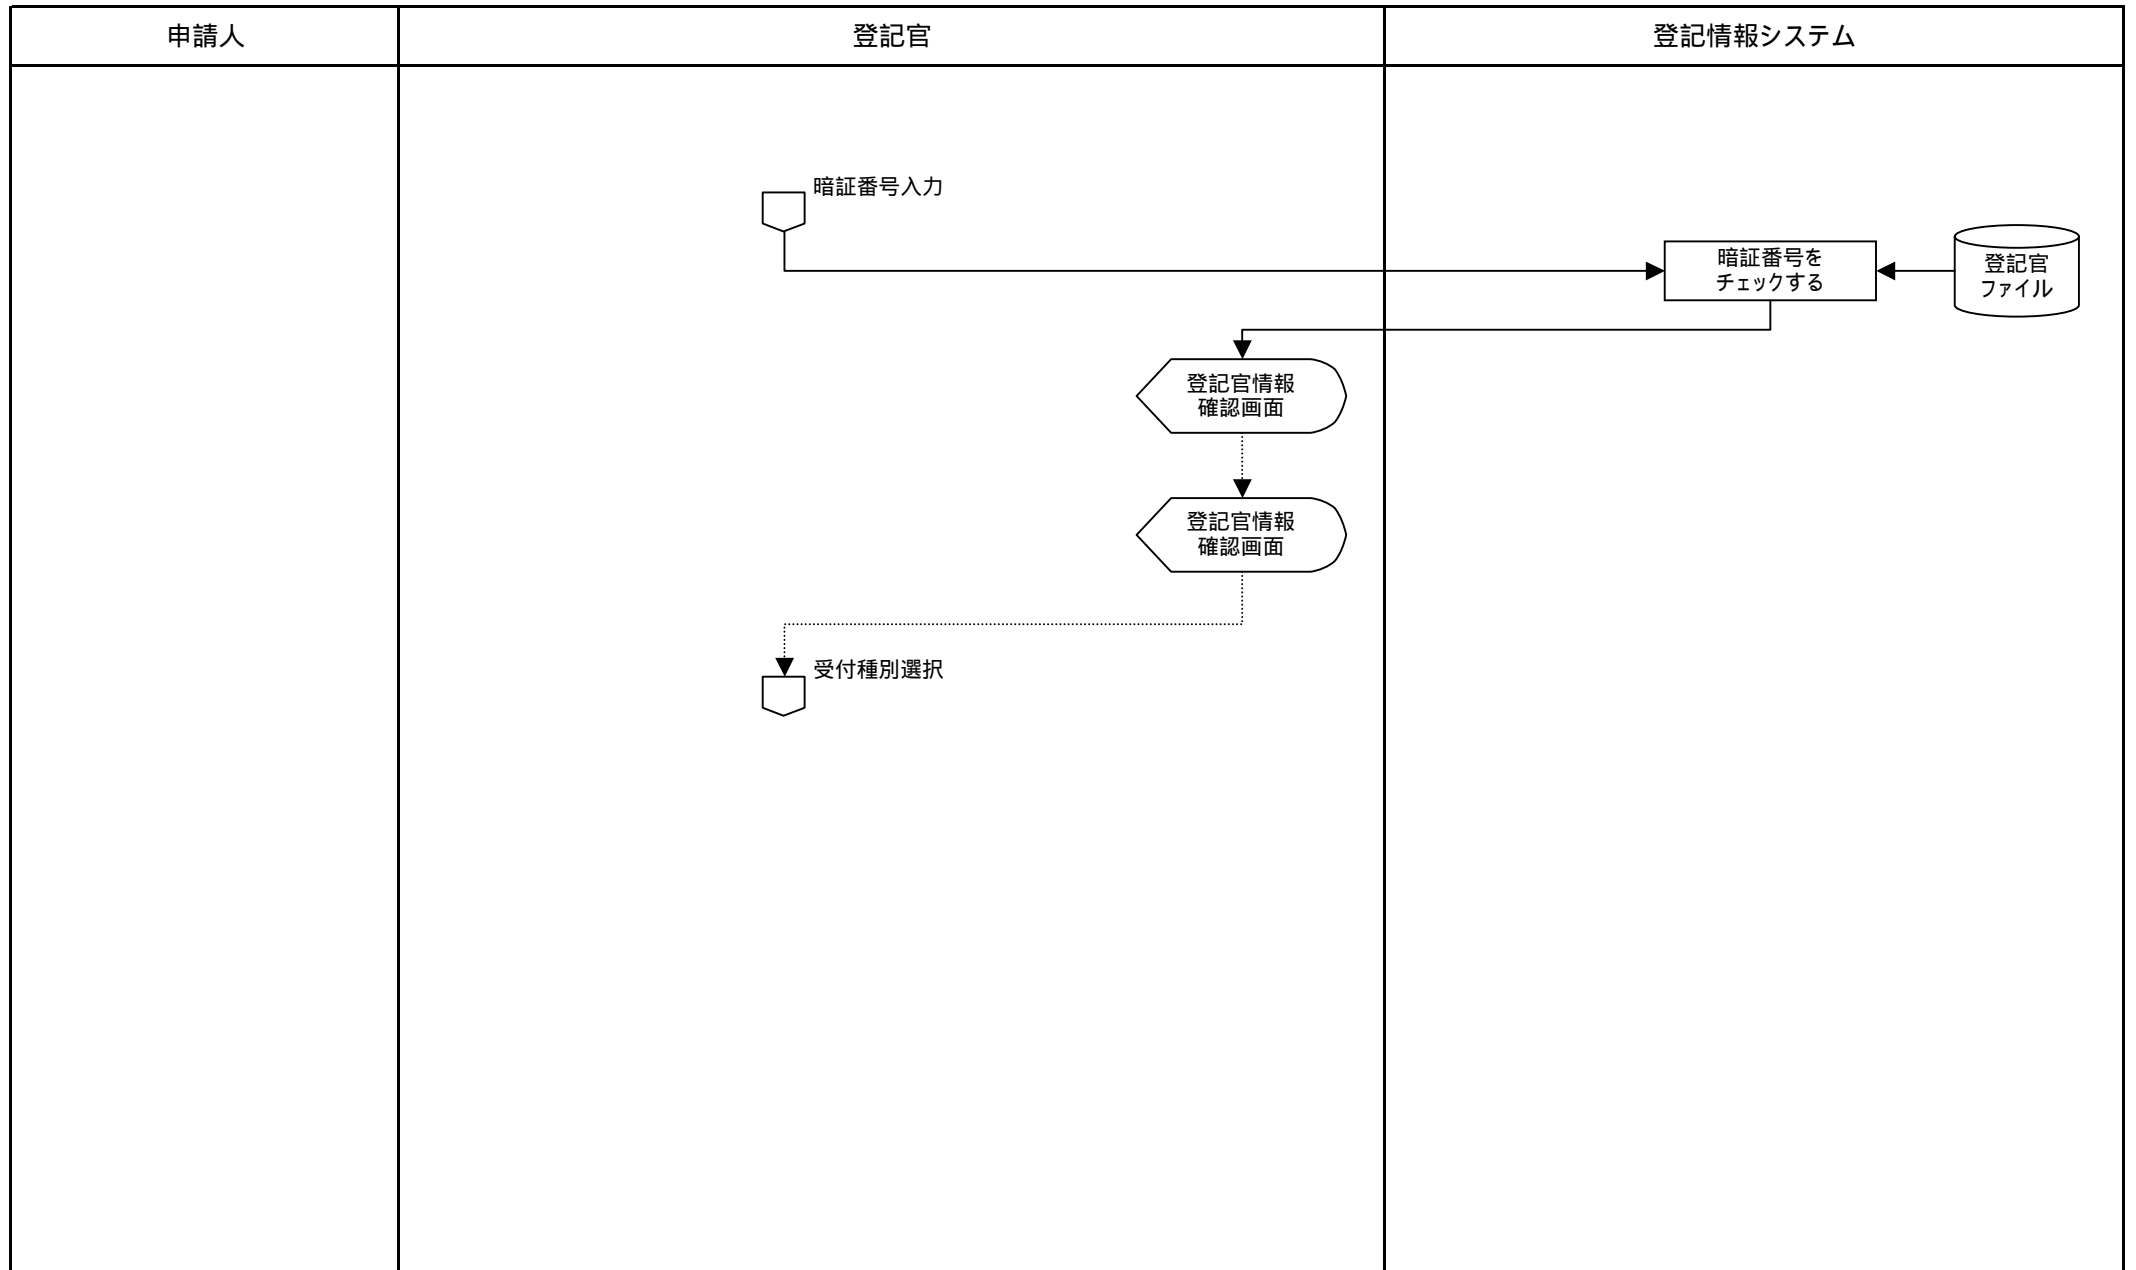 申請人
登記官
登記情報システム
暗証番号入力
暗証番号を
チェックする
登記官
ファイル
登記官情報
確認画面
登記官情報
確認画面
受付種別選択